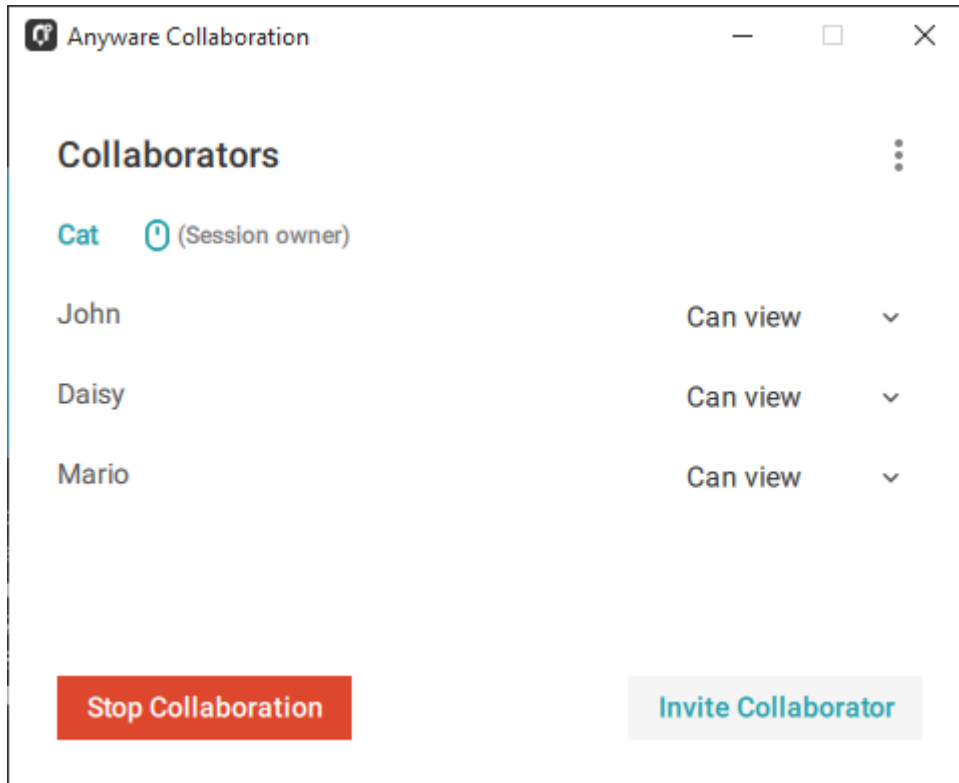 Anyware Collaboration
Collaborators
Cat (Session owner)
John Can view
Daisy Can view
Mario Can view
Stop Collaboration Invite Collaborator